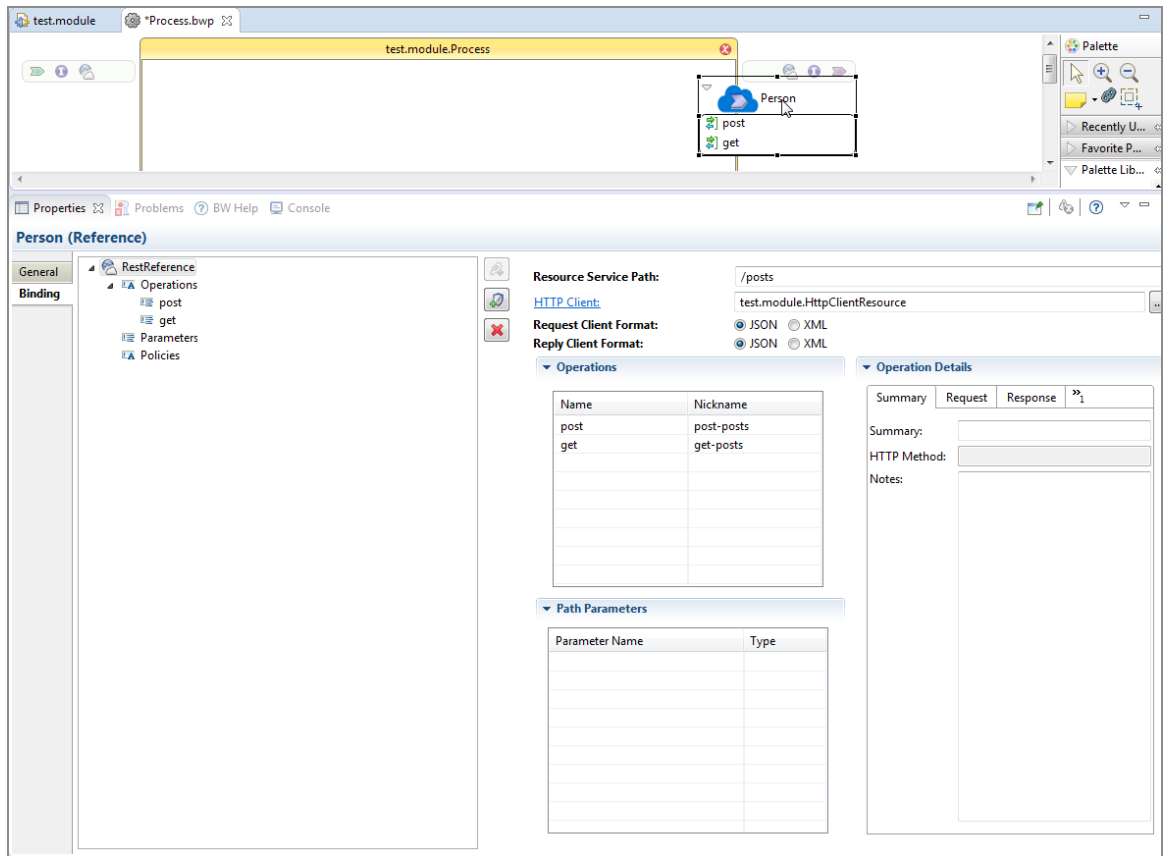 test.module
*Process.bwp
test.module.Process
Palette
Person
post
get
Recently U...
Favorite P...
Palette Lib...
Properties
Problems
BW Help
Console
Person (Reference)
General
Binding
RestReference
Operations
post
get
Parameters
Policies
Resource Service Path:
/posts
HTTP Client:
test.module.HttpClientResource
..
Request Client Format:
JSON
XML
Reply Client Format:
JSON
XML
Operations
Name
Nickname
post
post-posts
get
get-posts
Operation Details
Summary
Request
Response
»1
Summary:
HTTP Method:
Notes:
Path Parameters
Parameter Name
Type